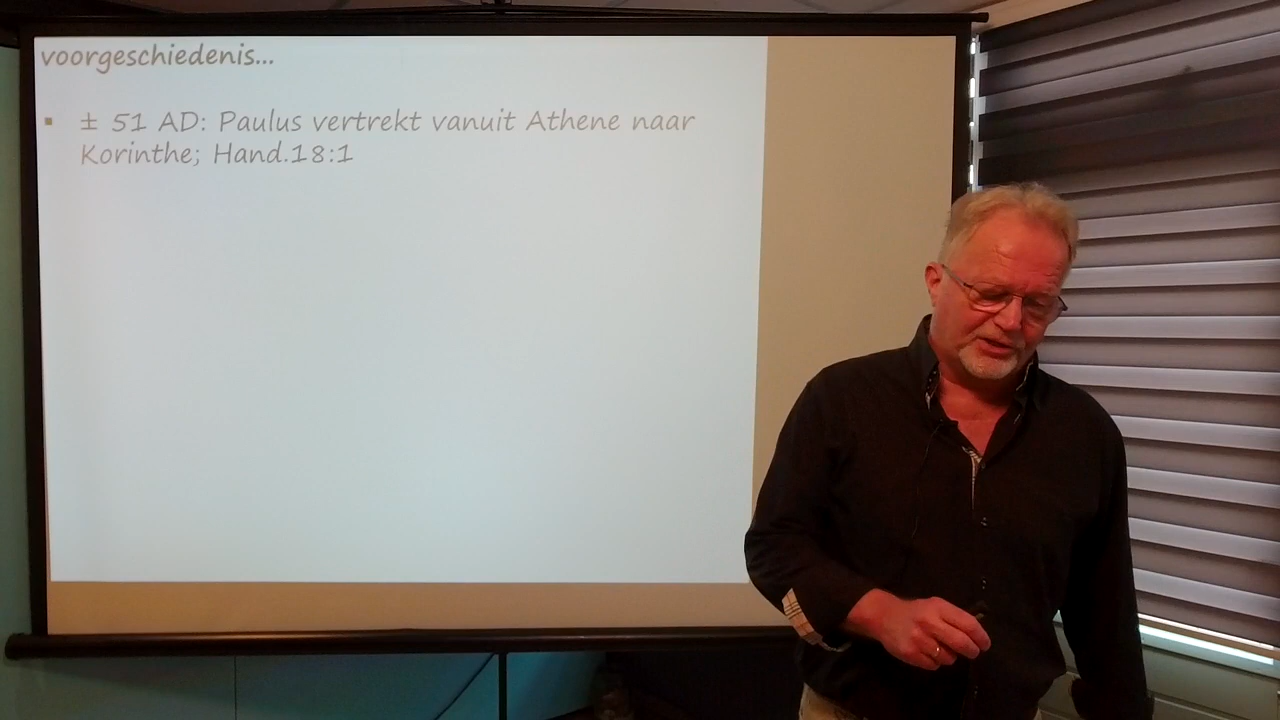 voorgeschiedenis...
▪ ± 51 AD: Paulus vertrekt vanuit Athene naar
Korinthe; Hand.18:1